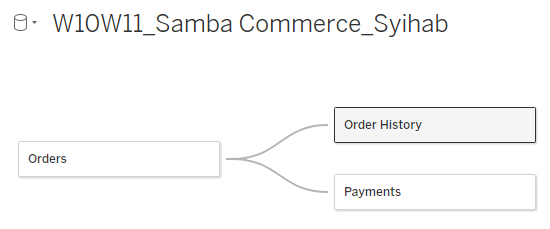 W10W11_Samba Commerce_Syihab
Order History
Orders
Payments